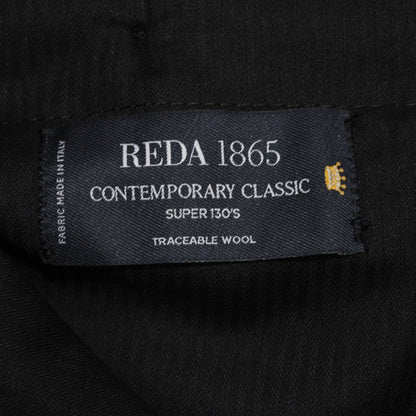 REDA 1865
CONTEMPORARY CLASSIC
SUPER 130'S
TRACEABLE WOOL
FABRIC MADE IN ITALY